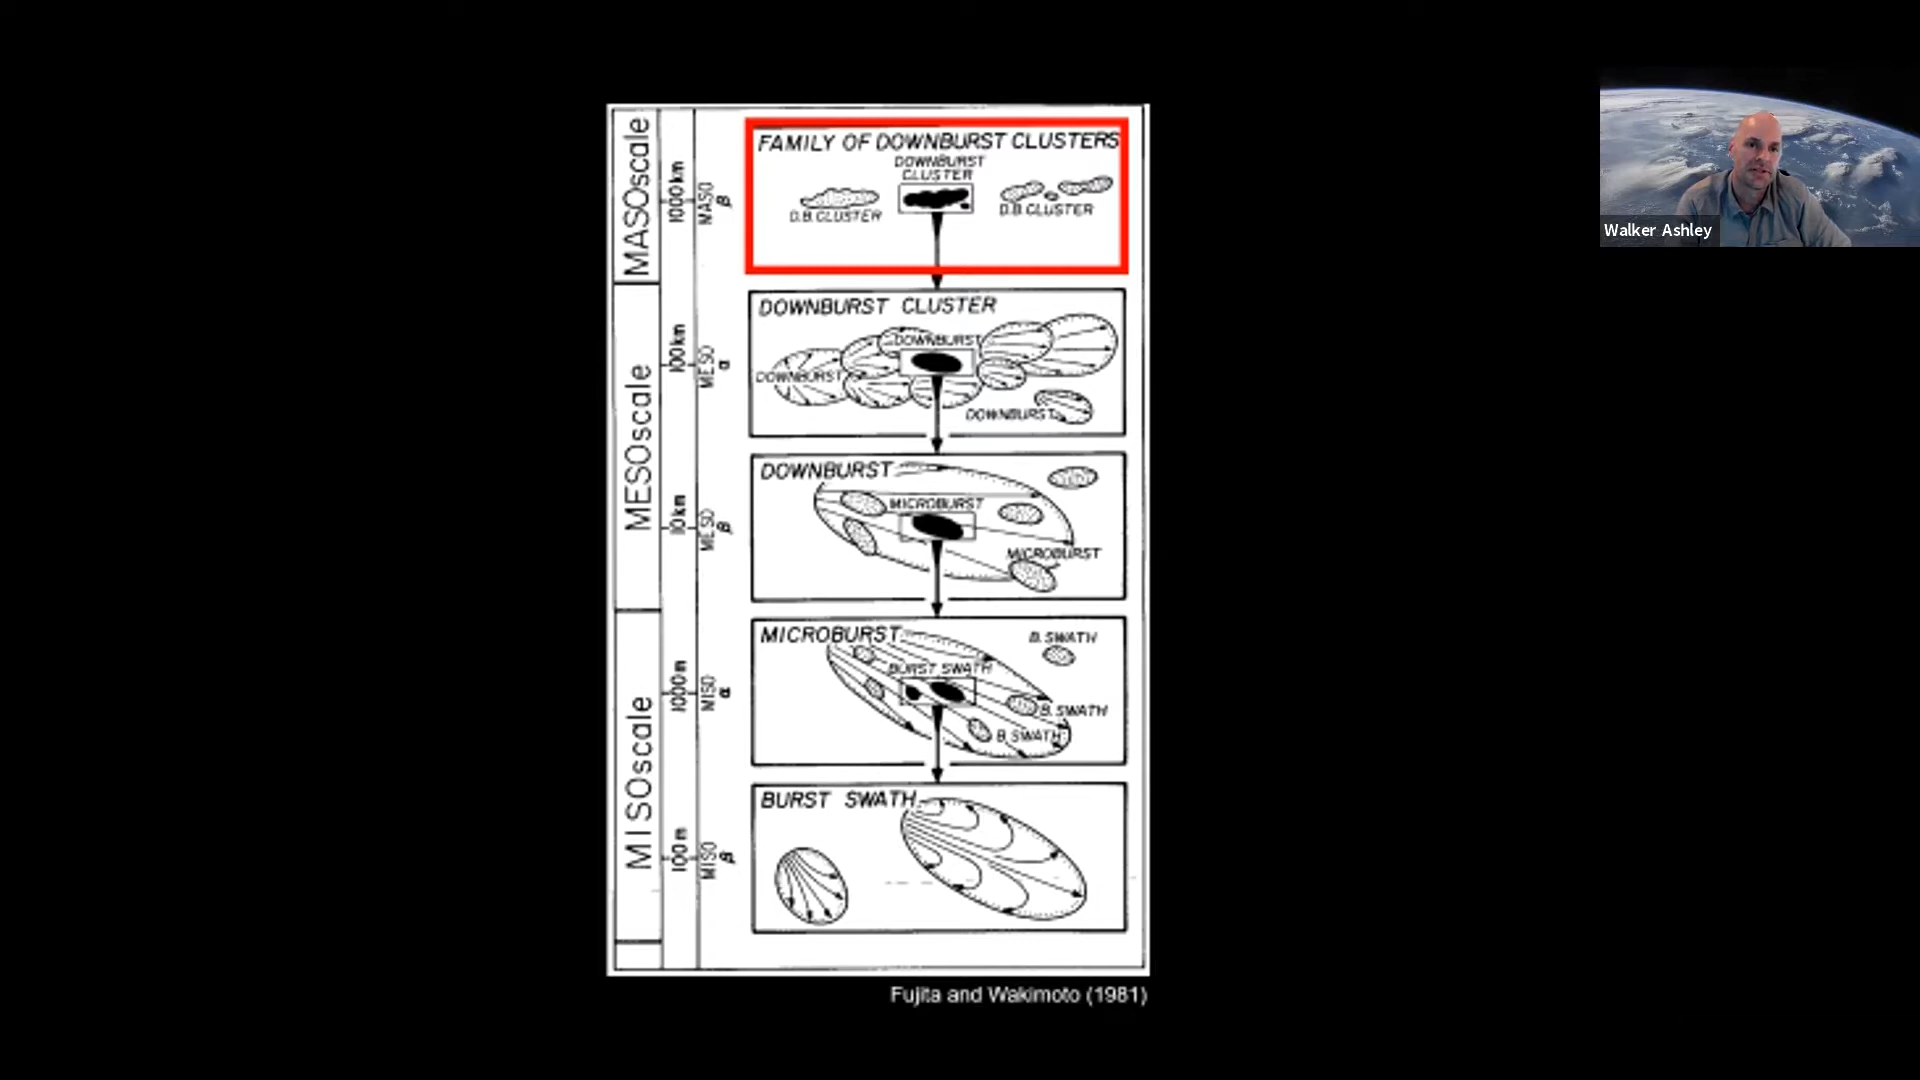 MASOscale
1000km
MASO β
FAMILY OF DOWNBURST CLUSTERS
DOWNBURST
CLUSTER
D.B. CLUSTER
D.B. CLUSTER
MESOscale
100km
MESO α
DOWNBURST CLUSTER
DOWNBURST
DOWNBURST
DOWNBURST
10km
MESO β
DOWNBURST
MICROBURST
MICROBURST
MISOscale
1000m
MISO α
MICROBURST
B. SWATH
BURST SWATH
B. SWATH
B. SWATH
100m
MISO β
BURST SWATH
Fujita and Wakimoto (1981)
Walker Ashley